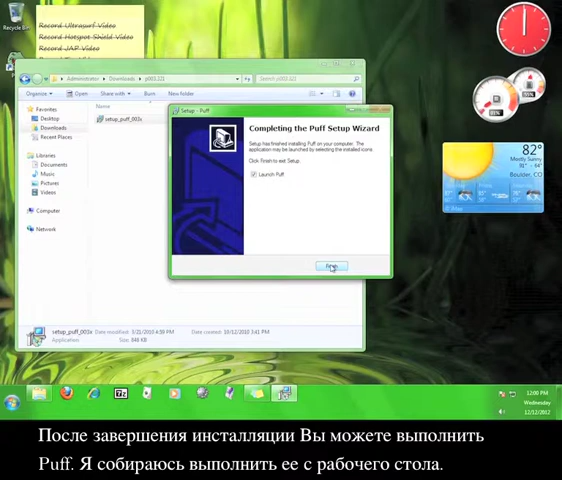 Recycle Bin
Record Ultrasurf Video
Record Hotspot Shield Video
Record JAP Video
Administrator ▸ Downloads ▸ p003.321
Search p003.321
Organize
Open
Share with
Burn
New folder
Favorites
Desktop
Downloads
Recent Places
Libraries
Documents
Music
Pictures
Videos
Computer
Network
Name
setup_puff_003x
Setup - Puff
Completing the Puff Setup Wizard
Setup has finished installing Puff on your computer. The
application may be launched by selecting the installed icons.
Click Finish to exit Setup.
Launch Puff
setup_puff_003x
Date modified: 3/21/2010 4:59 PM
Date created: 10/12/2010 3:41 PM
Application
Size: 848 KB
82°
Mostly Sunny
Boulder, CO
12:00 PM
Wednesday
12/12/2012
После завершения инсталляции Вы можете выполнить
Puff. Я собираюсь выполнить ее с рабочего стола.